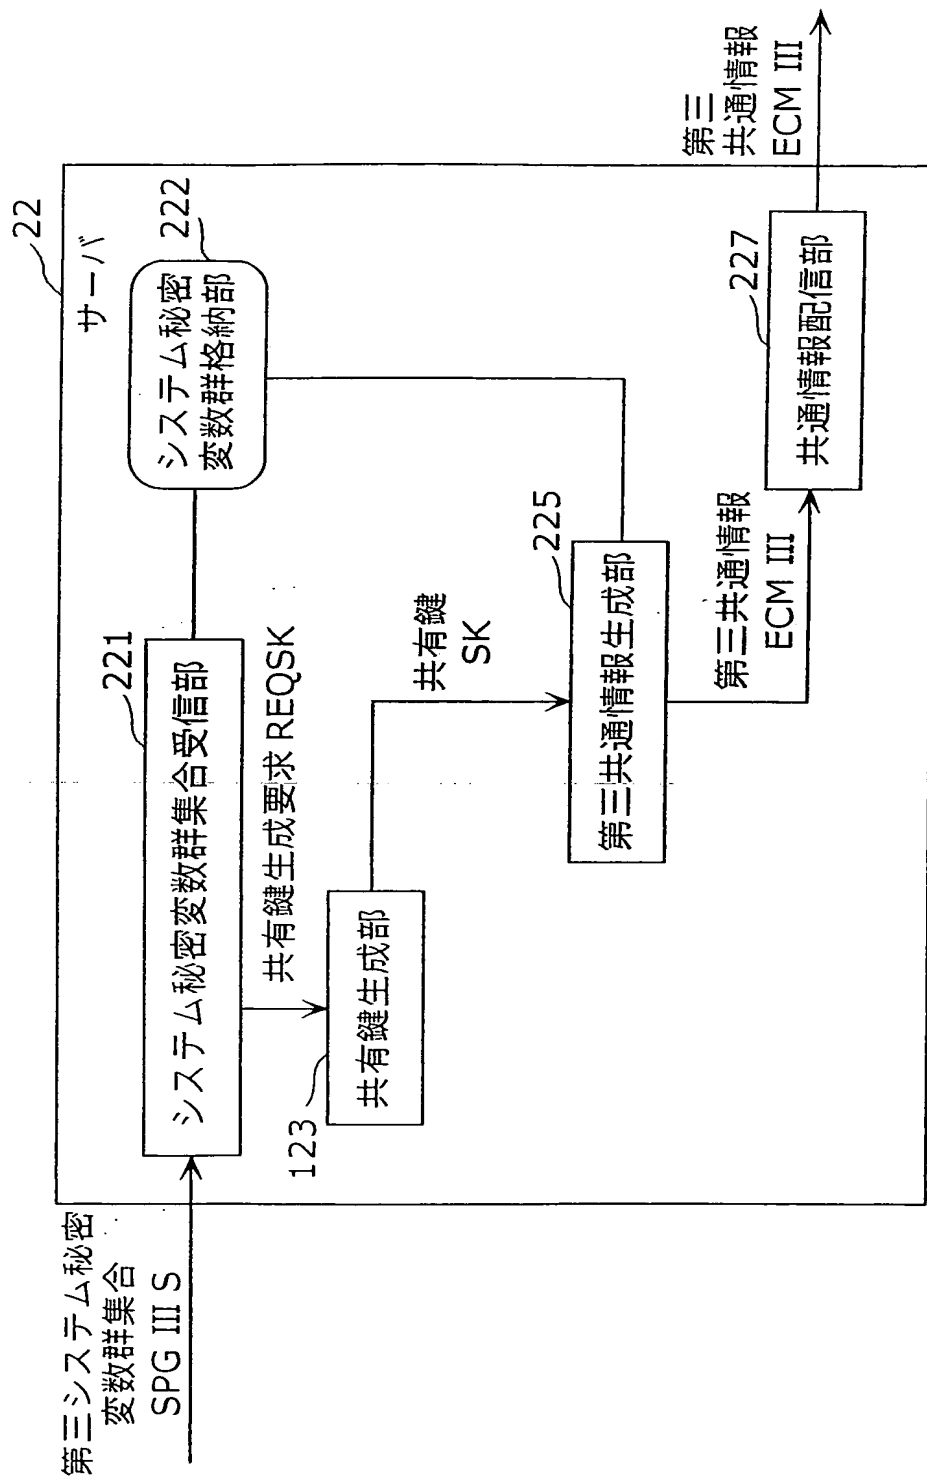 22
サーバ
第三システム秘密
変数群集合
SPG III S
システム秘密変数群集合受信部
221
システム秘密
変数群格納部
222
共有鍵生成要求 REQSK
共有鍵生成部
123
共有鍵
SK
第三共通情報生成部
225
第三共通情報
ECM III
共通情報配信部
227
第三
共通情報
ECM III